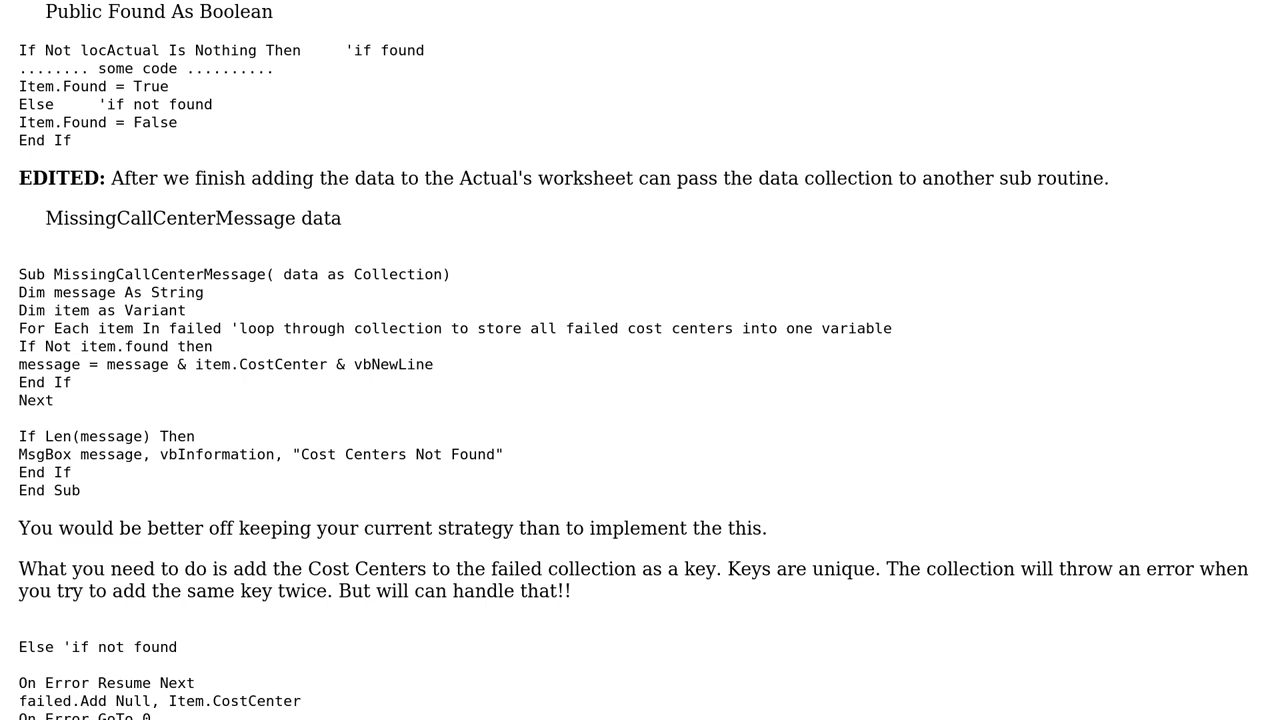 Public Found As Boolean
If Not locActual Is Nothing Then     'if found
........ some code ..........
Item.Found = True
Else     'if not found
Item.Found = False
End If
EDITED: After we finish adding the data to the Actual's worksheet can pass the data collection to another sub routine.
MissingCallCenterMessage data
Sub MissingCallCenterMessage( data as Collection)
Dim message As String
Dim item as Variant
For Each item In failed 'loop through collection to store all failed cost centers into one variable
If Not item.found then
message = message & item.CostCenter & vbNewLine
End If
Next
If Len(message) Then
MsgBox message, vbInformation, "Cost Centers Not Found"
End If
End Sub
You would be better off keeping your current strategy than to implement the this.
What you need to do is add the Cost Centers to the failed collection as a key. Keys are unique. The collection will throw an error when
you try to add the same key twice. But will can handle that!!
Else 'if not found
On Error Resume Next
failed.Add Null, Item.CostCenter
On Error GoTo 0